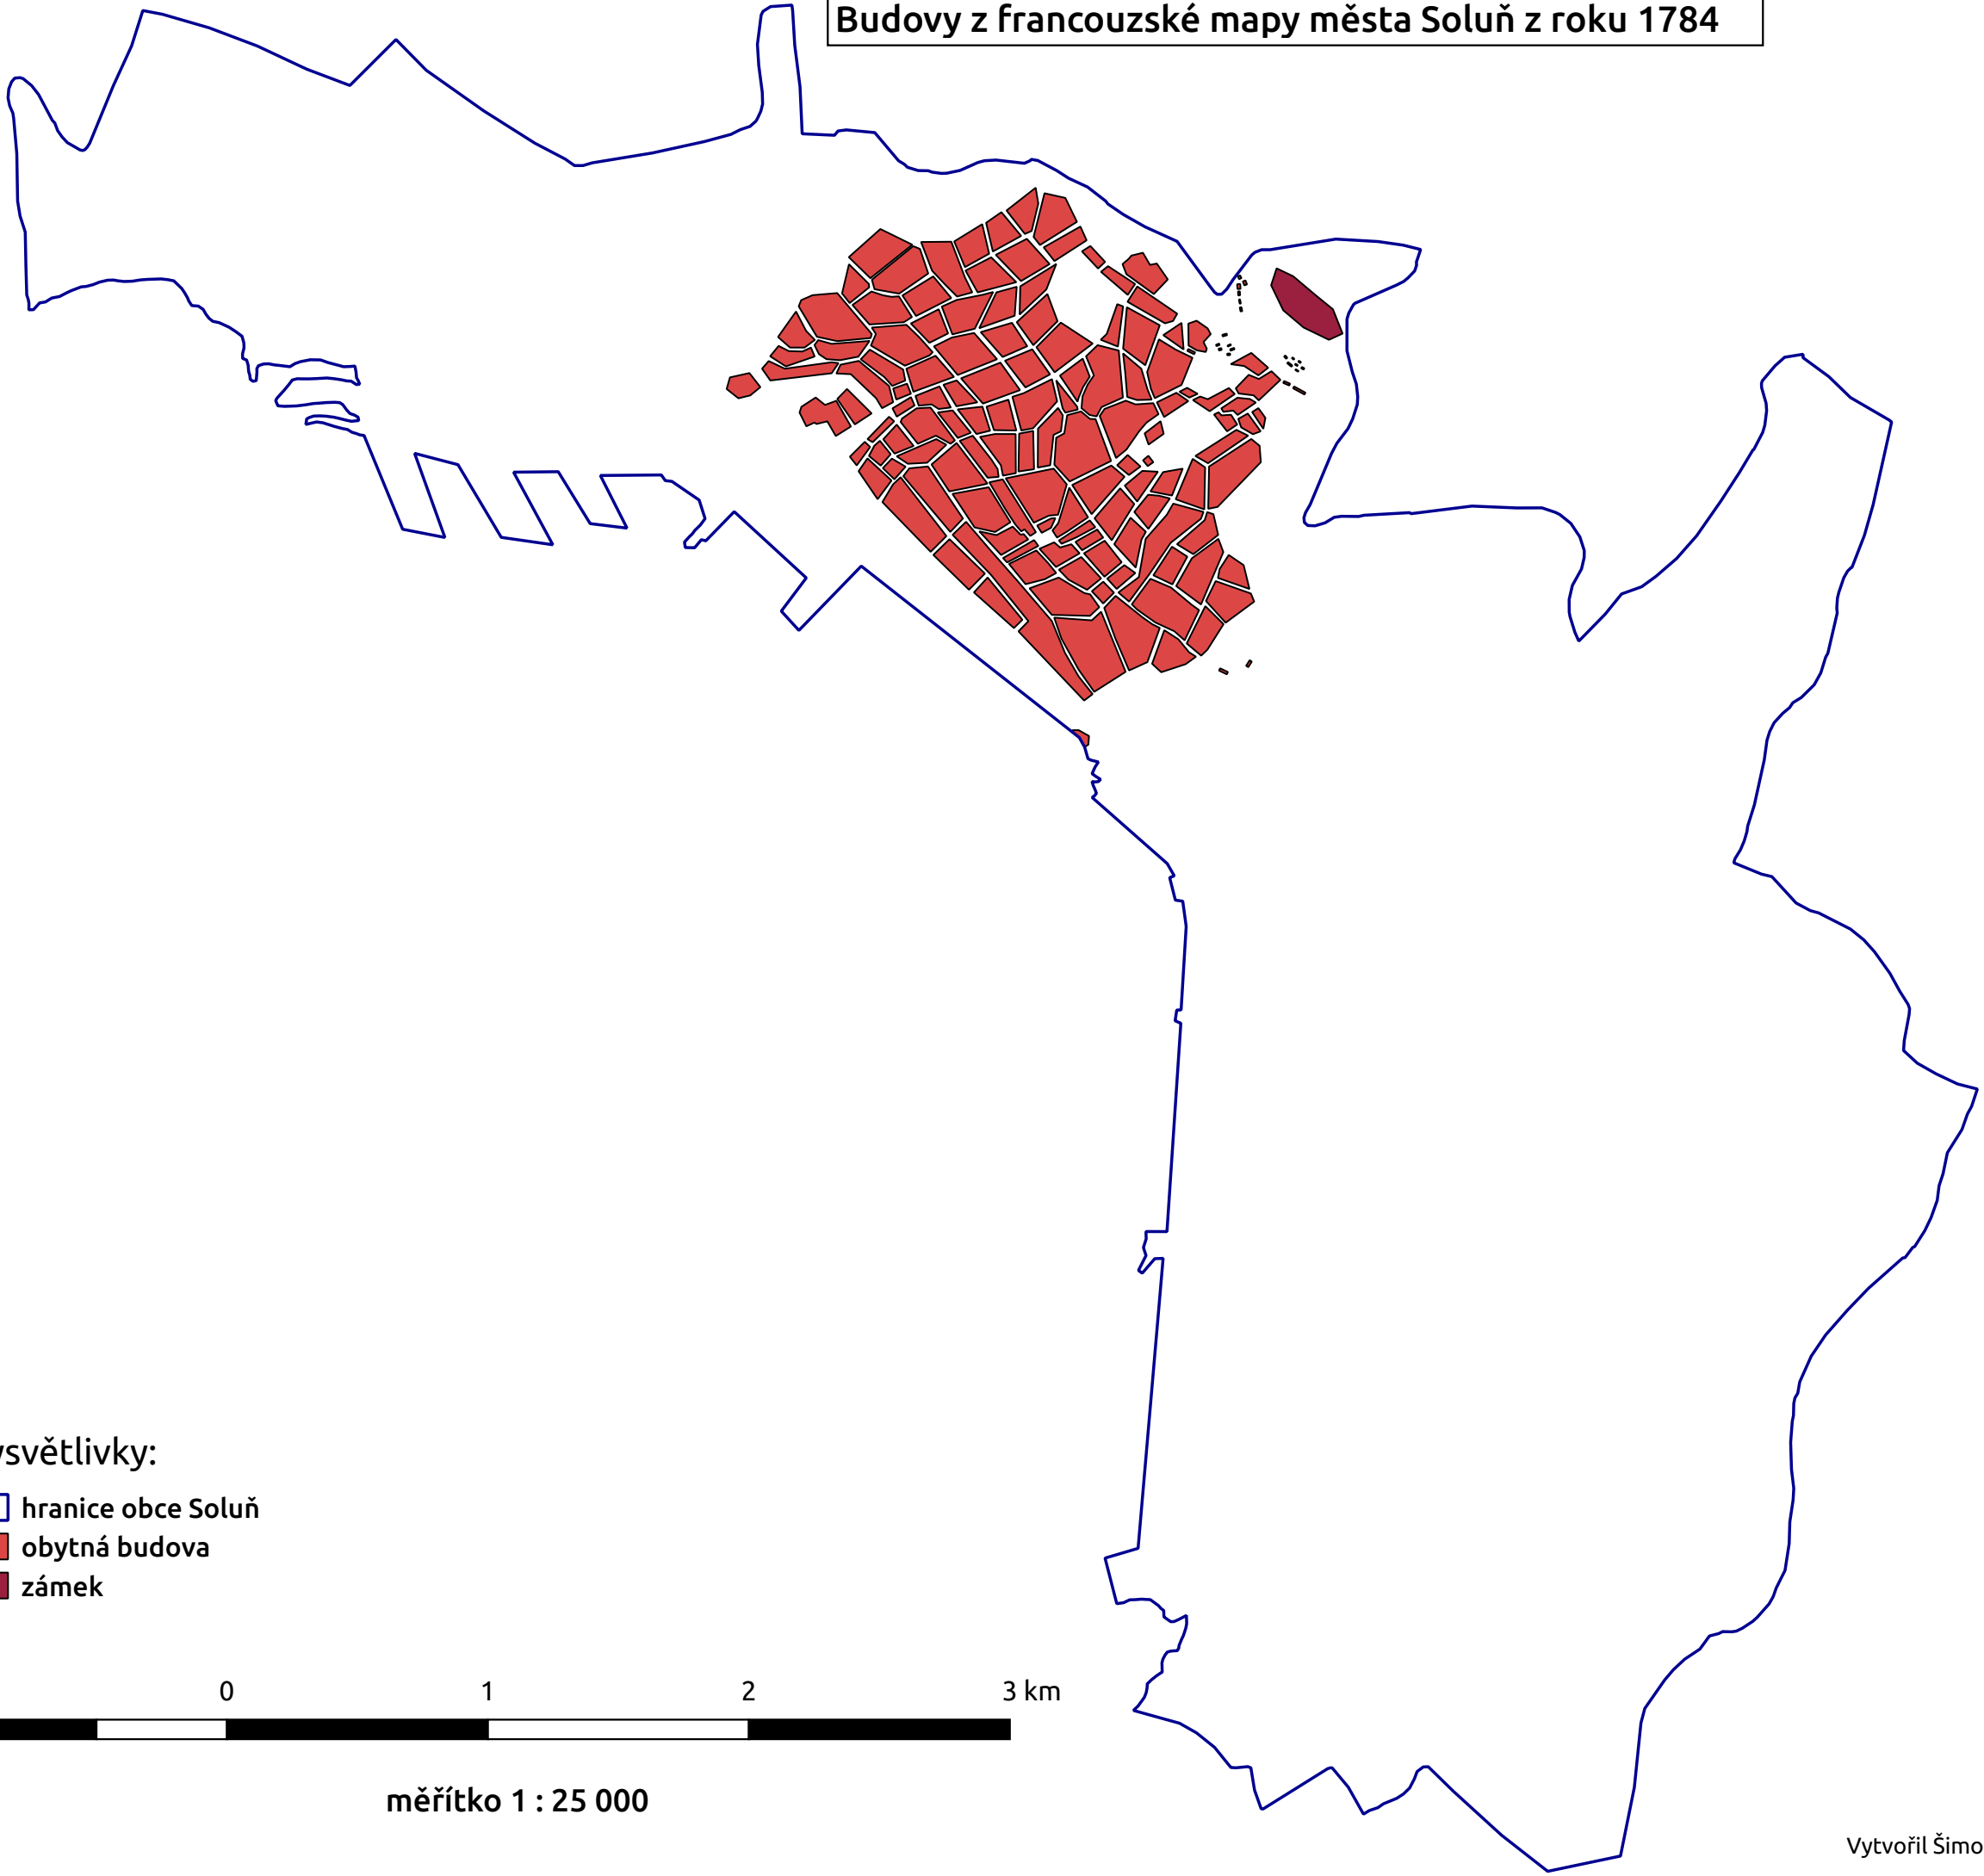 Budovy z francouzské mapy města Soluň z roku 1784
hranice obce Soluň
obytná budova
zámek
0 1 2 3 km
měřítko 1 : 25 000
Vytvořil Šimo